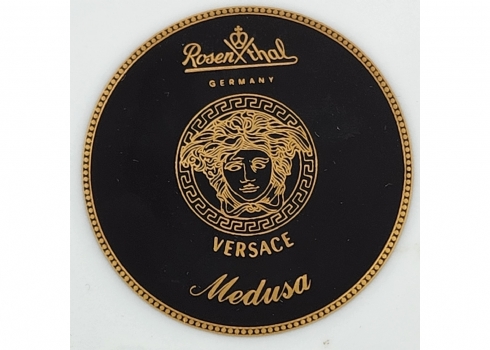 Rosenthal
GERMANY
VERSACE
Medusa